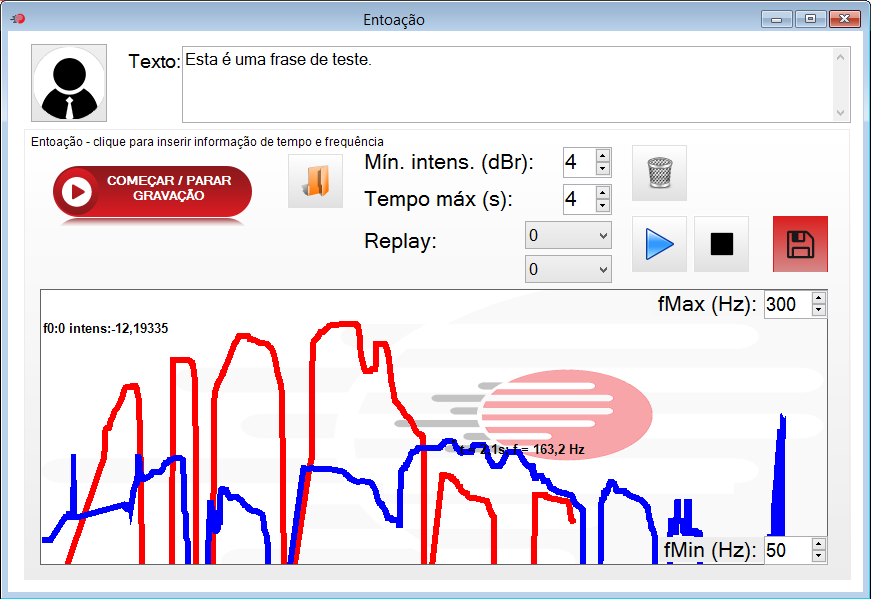 Entoação
Texto:
Esta é uma frase de teste.
Entoação - clique para inserir informação de tempo e frequência
COMEÇAR / PARAR
GRAVAÇÃO
Mín. intens. (dBr): 4
Tempo máx (s): 4
Replay: 0
0
fMax (Hz): 300
f0:0 intens:-12,19335
t = 2,1s; f = 163,2 Hz
fMin (Hz): 50